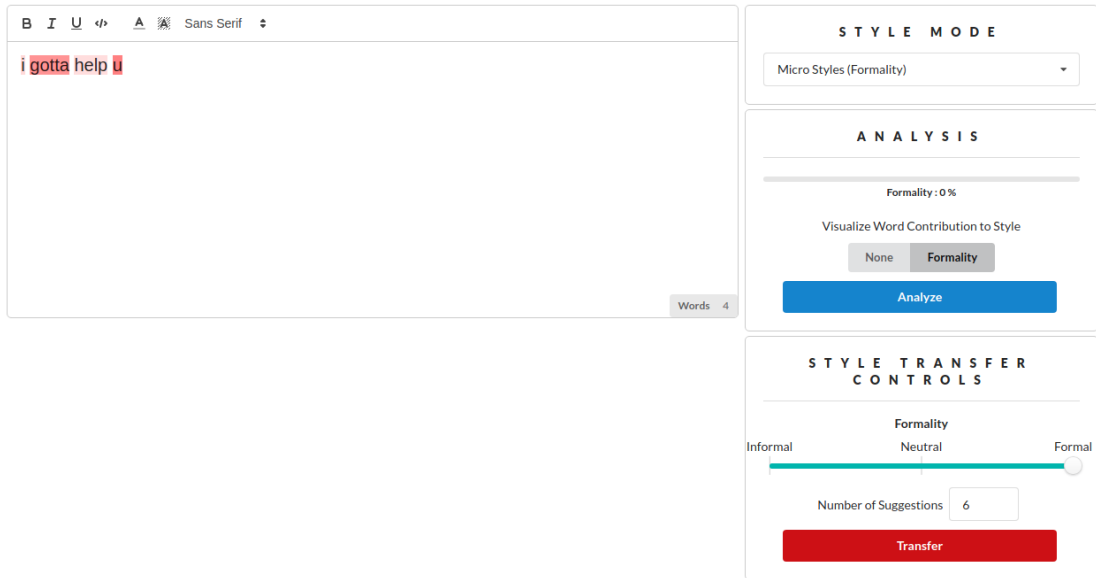 B I U </> A A Sans Serif
i gotta help u
Words 4
STYLE MODE
Micro Styles (Formality)
ANALYSIS
Formality : 0 %
Visualize Word Contribution to Style
None Formality
Analyze
STYLE TRANSFER
CONTROLS
Formality
Informal Neutral Formal
Number of Suggestions 6
Transfer